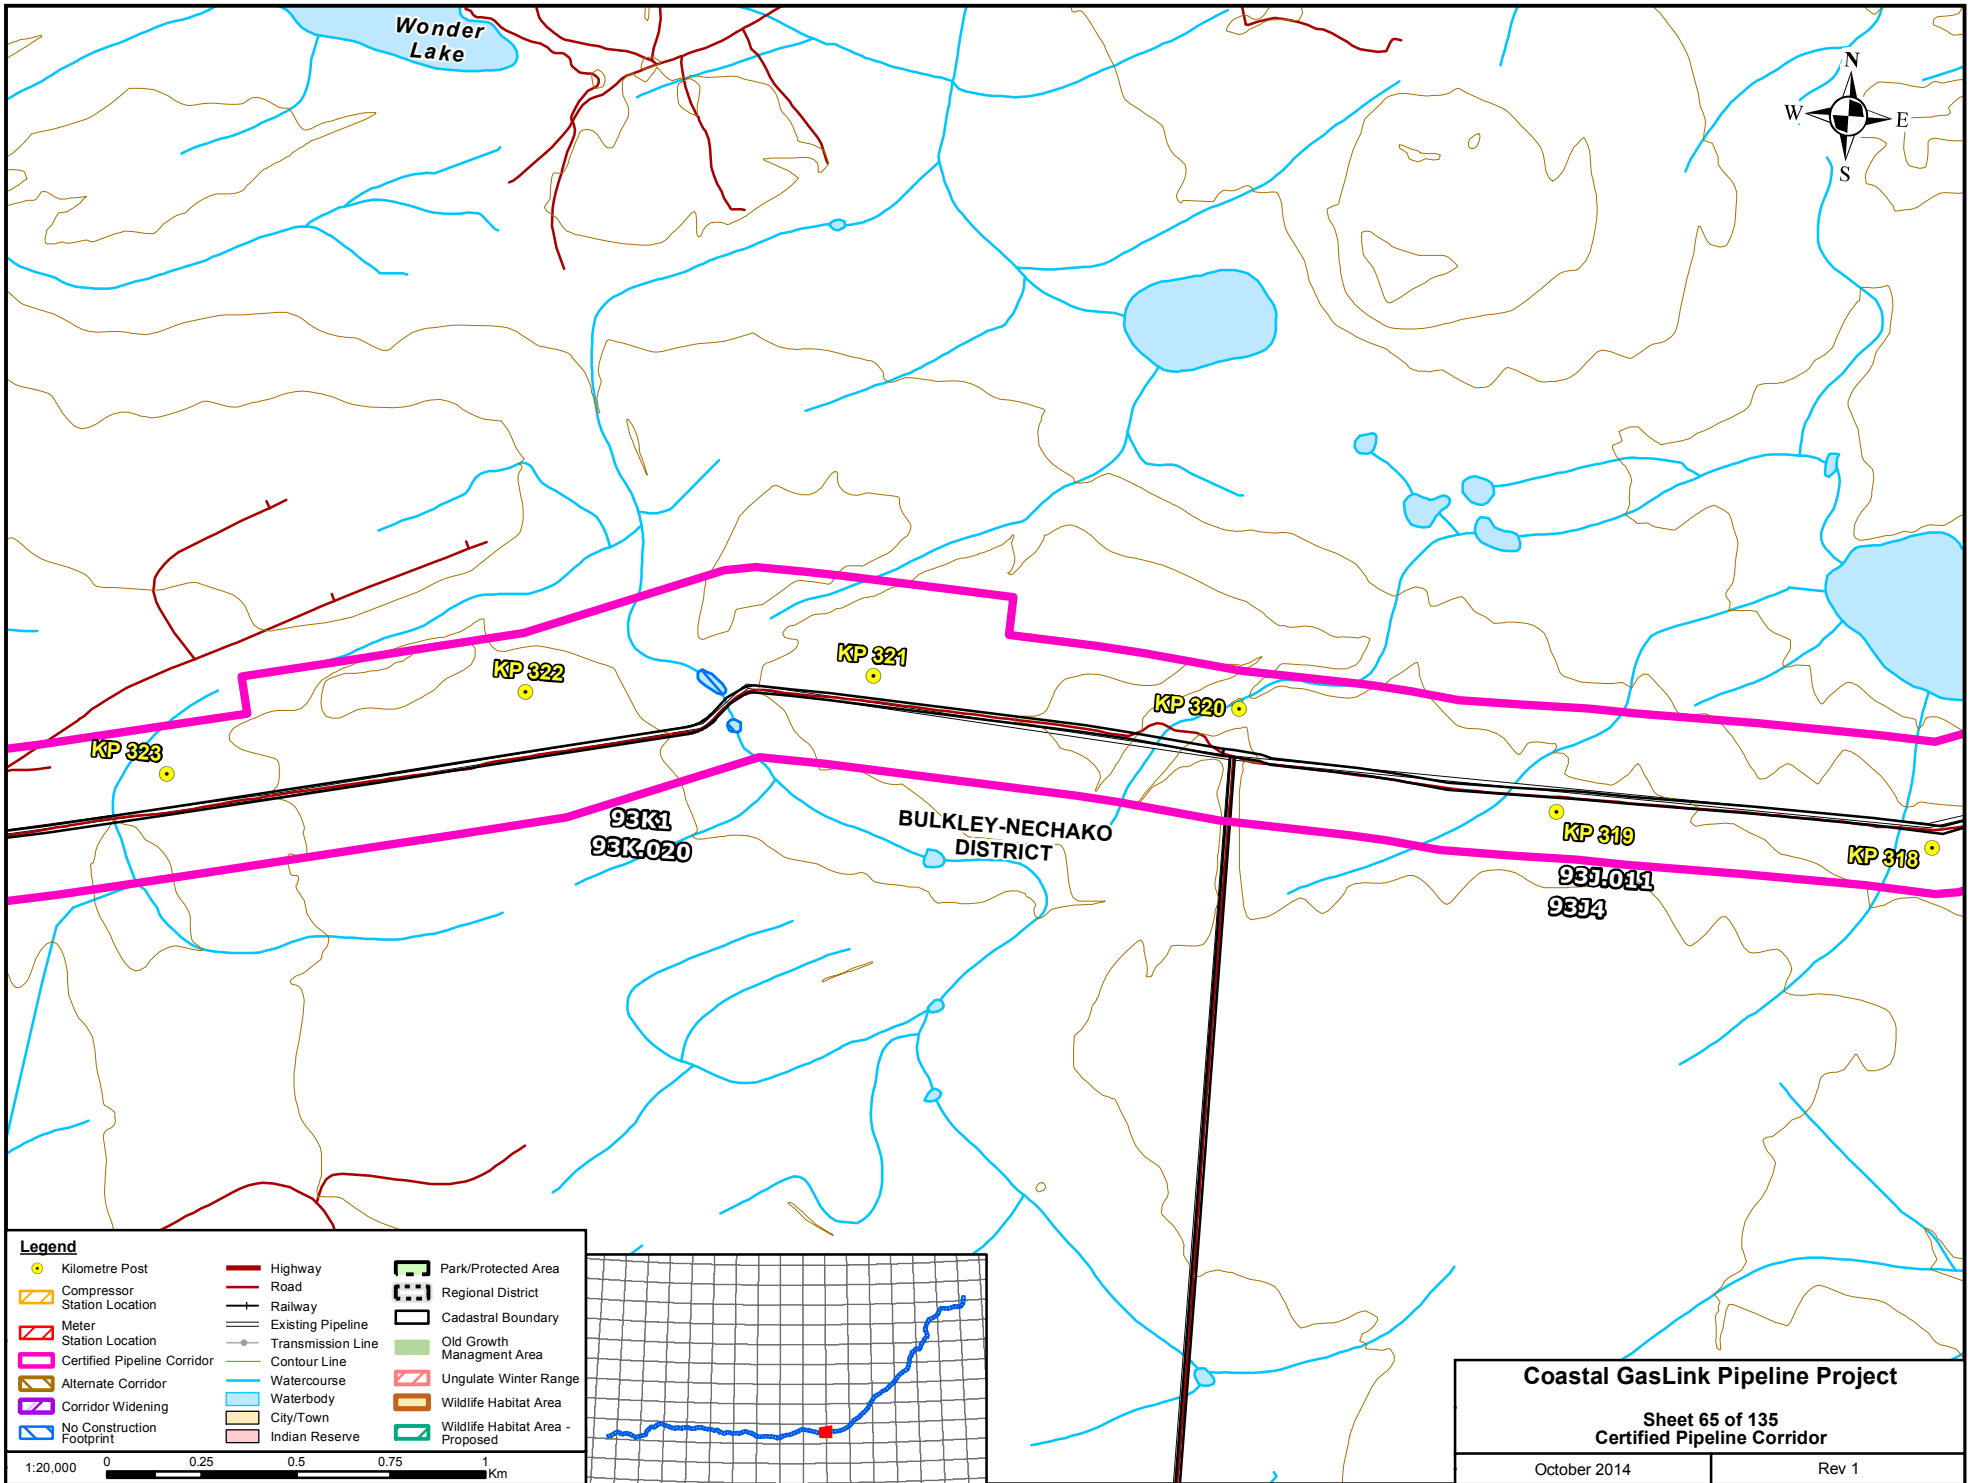 Wonder
Lake
N
W
E
S
KP 321
KP 322
KP 320
KP 323
KP 319
KP 318
93K1
93K.020
BULKLEY-NECHAKO
DISTRICT
93J.011
93J4
Legend
Kilometre Post
Compressor
Station Location
Meter
Station Location
Certified Pipeline Corridor
Alternate Corridor
Corridor Widening
No Construction
Footprint
Highway
Road
Railway
Existing Pipeline
Transmission Line
Contour Line
Watercourse
Waterbody
City/Town
Indian Reserve
Park/Protected Area
Regional District
Cadastral Boundary
Old Growth
Managment Area
Ungulate Winter Range
Wildlife Habitat Area
Wildlife Habitat Area -
Proposed
1:20,000
0 0.25 0.5 0.75 1
Km
Coastal GasLink Pipeline Project
Sheet 65 of 135
Certified Pipeline Corridor
October 2014
Rev 1